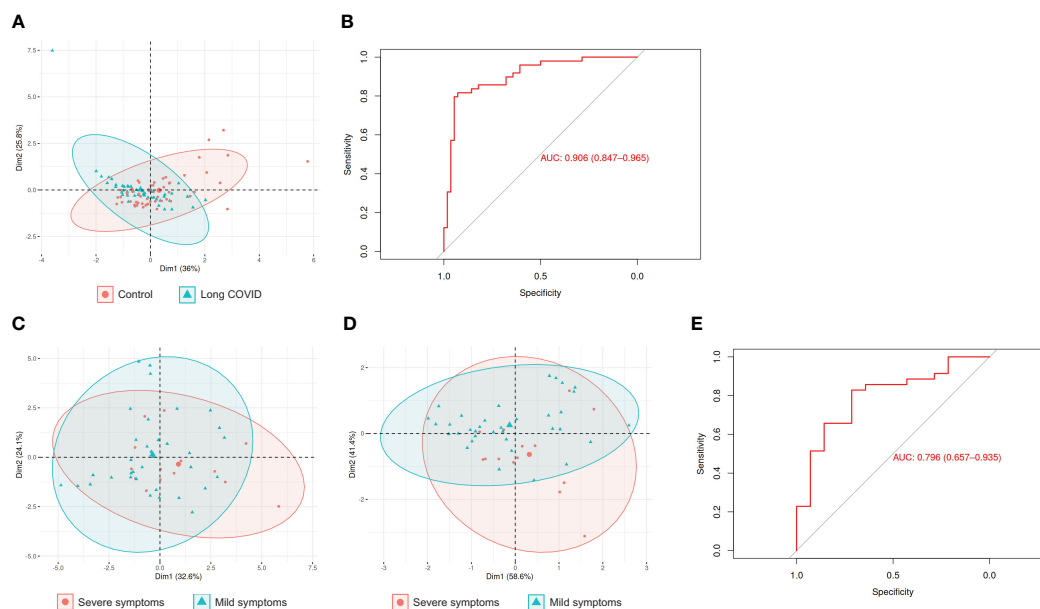 A
Dim2 (25.8%)
7.5
5.0
2.5
0.0
-2.5
-4
-2
0
2
4
6
Dim1 (36%)
Control
Long COVID
B
Sensitivity
1.0
0.8
0.6
0.4
0.2
0.0
AUC: 0.906 (0.847–0.965)
1.0
0.5
0.0
Specificity
C
Dim2 (24.1%)
5.0
2.5
0.0
-2.5
-5.0
-5.0
-2.5
0.0
2.5
5.0
7.5
Dim1 (32.6%)
Severe symptoms
Mild symptoms
D
Dim2 (41.4%)
2
0
-2
-3
-2
-1
0
1
2
3
Dim1 (58.6%)
Severe symptoms
Mild symptoms
E
Sensitivity
1.0
0.8
0.6
0.4
0.2
0.0
AUC: 0.796 (0.657–0.935)
1.0
0.5
0.0
Specificity